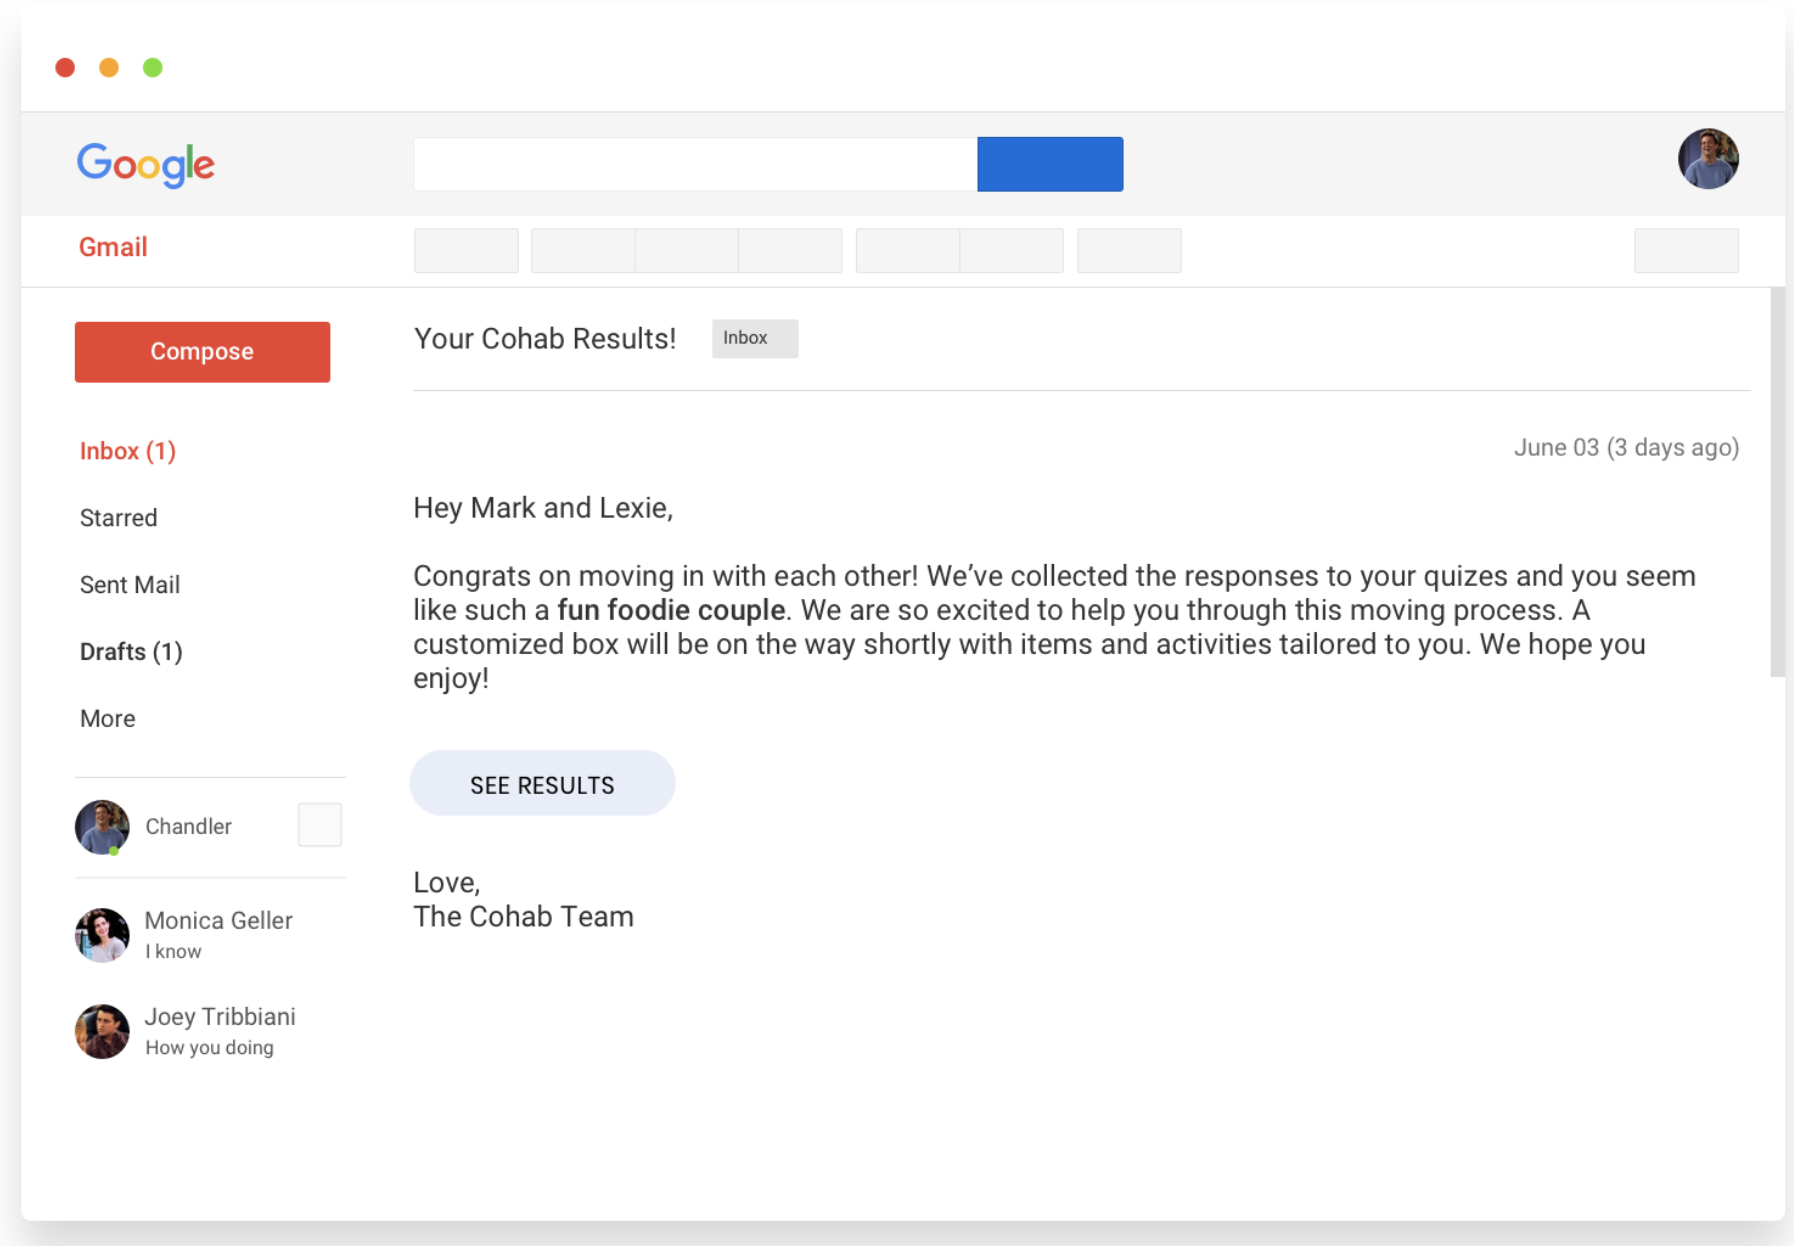 Google
Gmail
Compose
Your Cohab Results!
Inbox
Inbox (1)
Starred
Sent Mail
Drafts (1)
More
June 03 (3 days ago)
Hey Mark and Lexie,
Congrats on moving in with each other! We’ve collected the responses to your quizes and you seem
like such a fun foodie couple. We are so excited to help you through this moving process. A
customized box will be on the way shortly with items and activities tailored to you. We hope you
enjoy!
SEE RESULTS
Love,
The Cohab Team
Chandler
Monica Geller
I know
Joey Tribbiani
How you doing